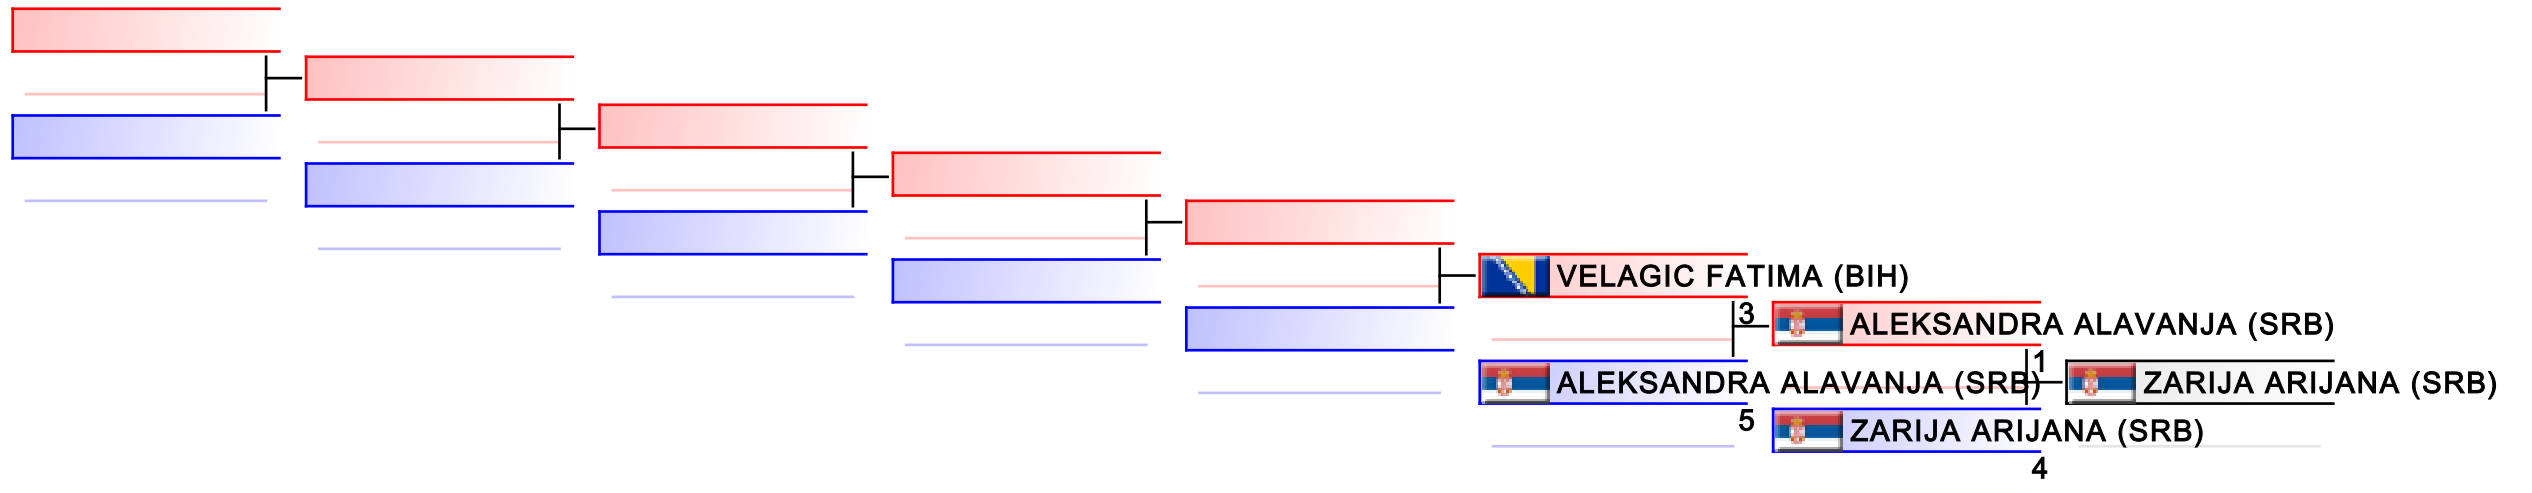 VELAGIC FATIMA (BIH)
3
ALEKSANDRA ALAVANJA (SRB)
5
ALEKSANDRA ALAVANJA (SRB)
1
ZARIJA ARIJANA (SRB)
4
ZARIJA ARIJANA (SRB)